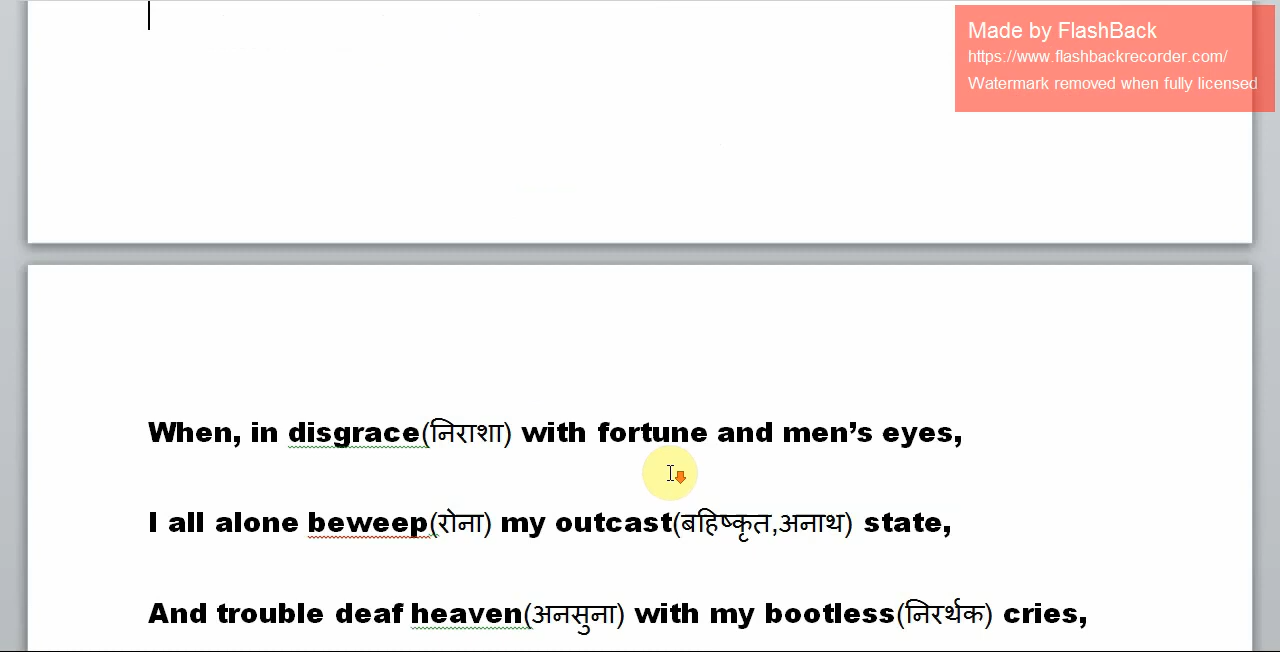 Made by FlashBack
https://www.flashbackrecorder.com/
Watermark removed when fully licensed
When, in disgrace(निराशा) with fortune and men’s eyes,
I all alone beweep(रोना) my outcast(बहिष्कृत,अनाथ) state,
And trouble deaf heaven(अनसुना) with my bootless(निरर्थक) cries,